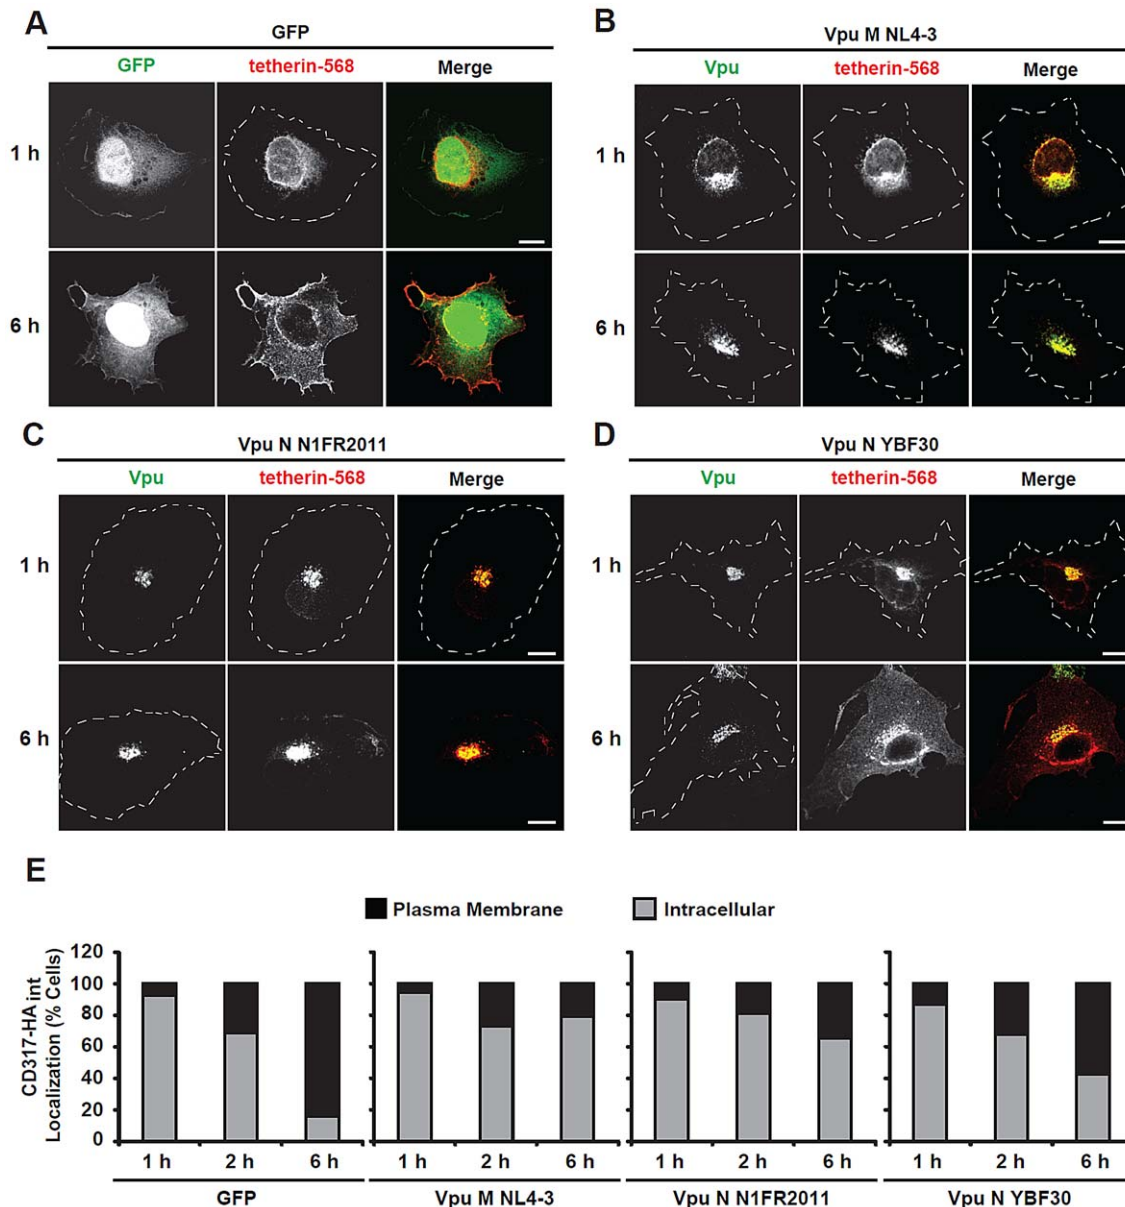 A
GFP
GFP tetherin-568 Merge
1 h
6 h
B
Vpu M NL4-3
Vpu tetherin-568 Merge
1 h
6 h
C
Vpu N N1FR2011
Vpu tetherin-568 Merge
1 h
6 h
D
Vpu N YBF30
Vpu tetherin-568 Merge
1 h
6 h
E
Plasma Membrane Intracellular
CD317-HA int
Localization (% Cells)
120
100
80
60
40
20
0
1 h 2 h 6 h 1 h 2 h 6 h 1 h 2 h 6 h 1 h 2 h 6 h
GFP Vpu M NL4-3 Vpu N N1FR2011 Vpu N YBF30